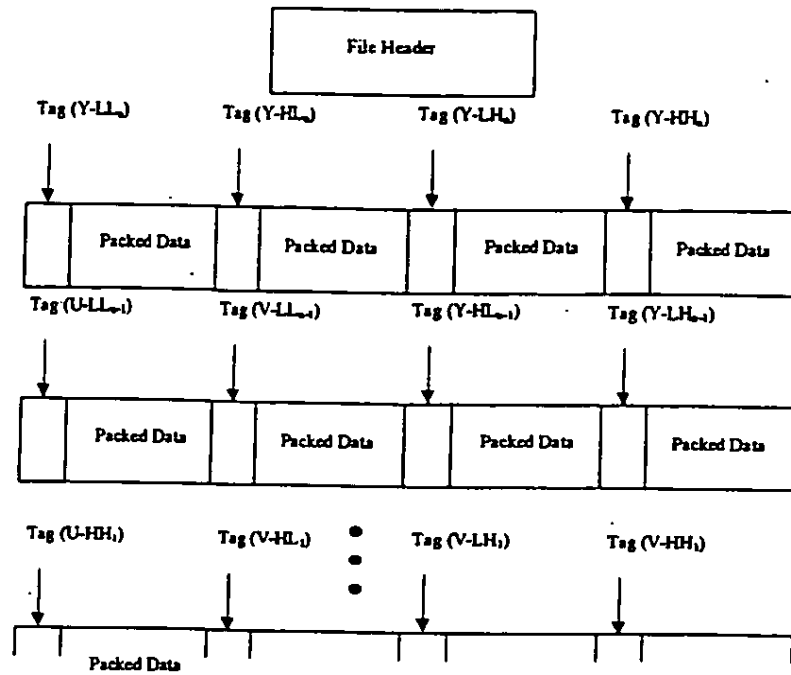 File Header
Tag (Y-LLₙ) Tag (Y-HLₙ) Tag (Y-LHₙ) Tag (Y-HHₙ)
Packed Data Packed Data Packed Data Packed Data
Tag (U-LLₙ₋₁) Tag (V-LLₙ₋₁) Tag (Y-HLₙ₋₁) Tag (Y-LHₙ₋₁)
Packed Data Packed Data Packed Data Packed Data
Tag (U-HH₁) Tag (V-HL₁) Tag (V-LH₁) Tag (V-HH₁)
Packed Data